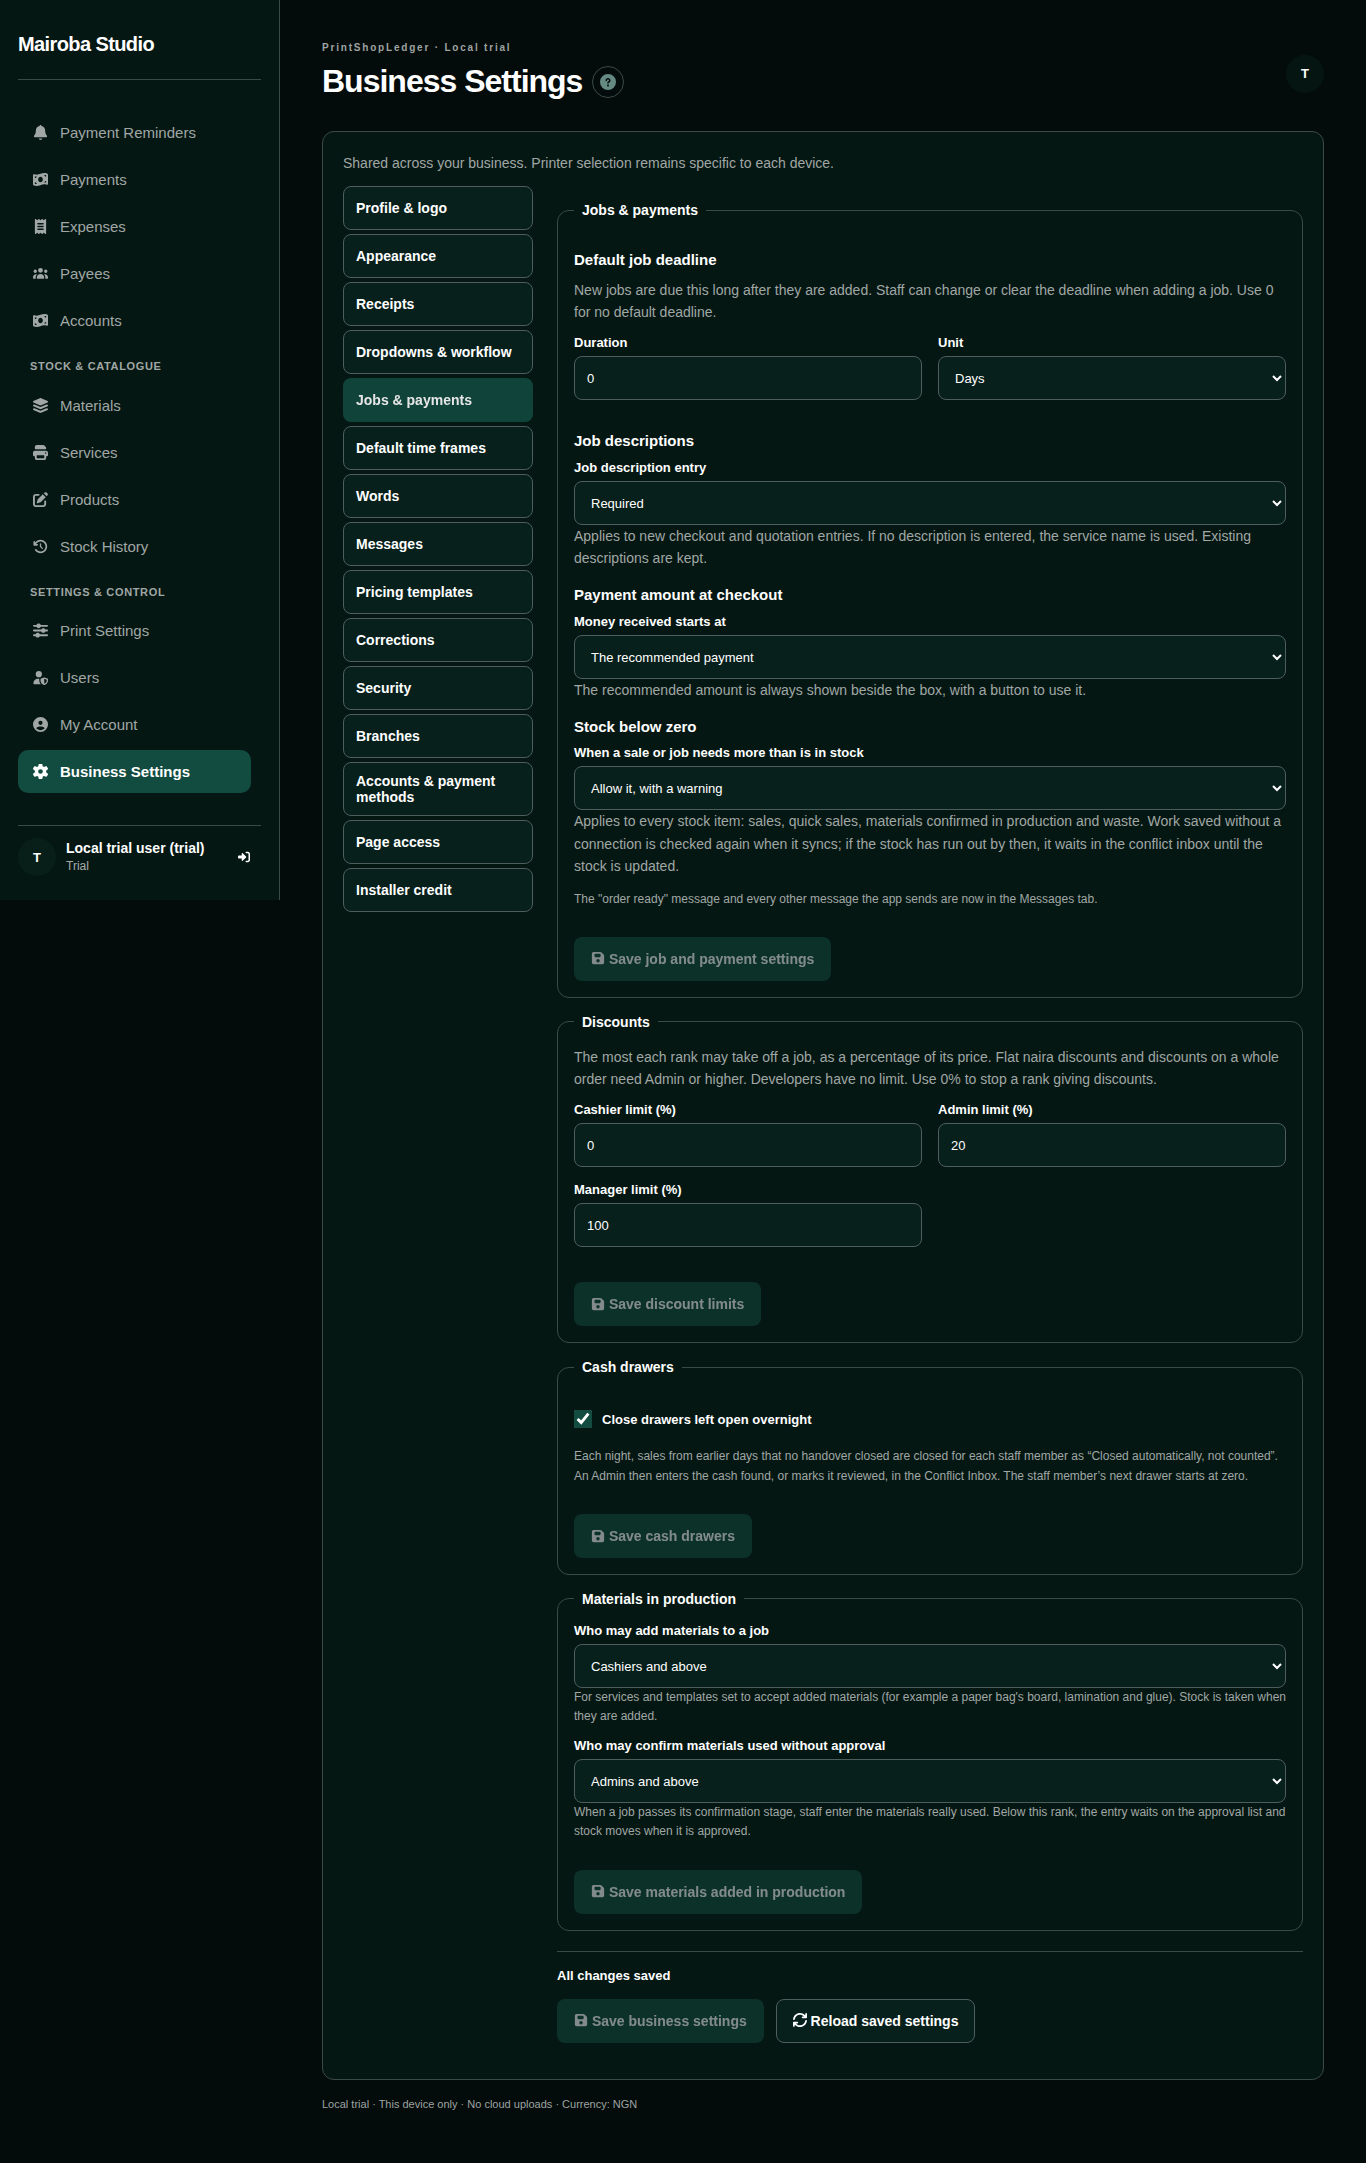 Mairoba Studio
Payment Reminders
Payments
Expenses
Payees
Accounts
STOCK & CATALOGUE
Materials
Services
Products
Stock History
SETTINGS & CONTROL
Print Settings
Users
My Account
Business Settings
T
Local trial user (trial)
Trial
PrintShopLedger · Local trial
Business Settings
?
T
Shared across your business. Printer selection remains specific to each device.
Profile & logo
Appearance
Receipts
Dropdowns & workflow
Jobs & payments
Default time frames
Words
Messages
Pricing templates
Corrections
Security
Branches
Accounts & payment
methods
Page access
Installer credit
Jobs & payments
Default job deadline
New jobs are due this long after they are added. Staff can change or clear the deadline when adding a job. Use 0
for no default deadline.
Duration
Unit
0
Days
Job descriptions
Job description entry
Required
Applies to new checkout and quotation entries. If no description is entered, the service name is used. Existing
descriptions are kept.
Payment amount at checkout
Money received starts at
The recommended payment
The recommended amount is always shown beside the box, with a button to use it.
Stock below zero
When a sale or job needs more than is in stock
Allow it, with a warning
Applies to every stock item: sales, quick sales, materials confirmed in production and waste. Work saved without a
connection is checked again when it syncs; if the stock has run out by then, it waits in the conflict inbox until the
stock is updated.
The "order ready" message and every other message the app sends are now in the Messages tab.
Save job and payment settings
Discounts
The most each rank may take off a job, as a percentage of its price. Flat naira discounts and discounts on a whole
order need Admin or higher. Developers have no limit. Use 0% to stop a rank giving discounts.
Cashier limit (%)
Admin limit (%)
0
20
Manager limit (%)
100
Save discount limits
Cash drawers
Close drawers left open overnight
Each night, sales from earlier days that no handover closed are closed for each staff member as “Closed automatically, not counted”.
An Admin then enters the cash found, or marks it reviewed, in the Conflict Inbox. The staff member’s next drawer starts at zero.
Save cash drawers
Materials in production
Who may add materials to a job
Cashiers and above
For services and templates set to accept added materials (for example a paper bag's board, lamination and glue). Stock is taken when
they are added.
Who may confirm materials used without approval
Admins and above
When a job passes its confirmation stage, staff enter the materials really used. Below this rank, the entry waits on the approval list and
stock moves when it is approved.
Save materials added in production
All changes saved
Save business settings
Reload saved settings
Local trial · This device only · No cloud uploads · Currency: NGN